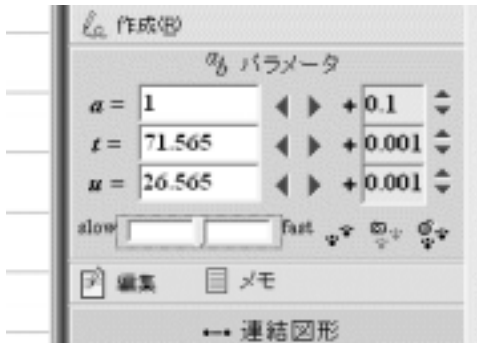 作成(B)
a/b パラメータ
a = 1 + 0.1
t = 71.565 + 0.001
u = 26.565 + 0.001
slow fast
編集 メモ
連結図形